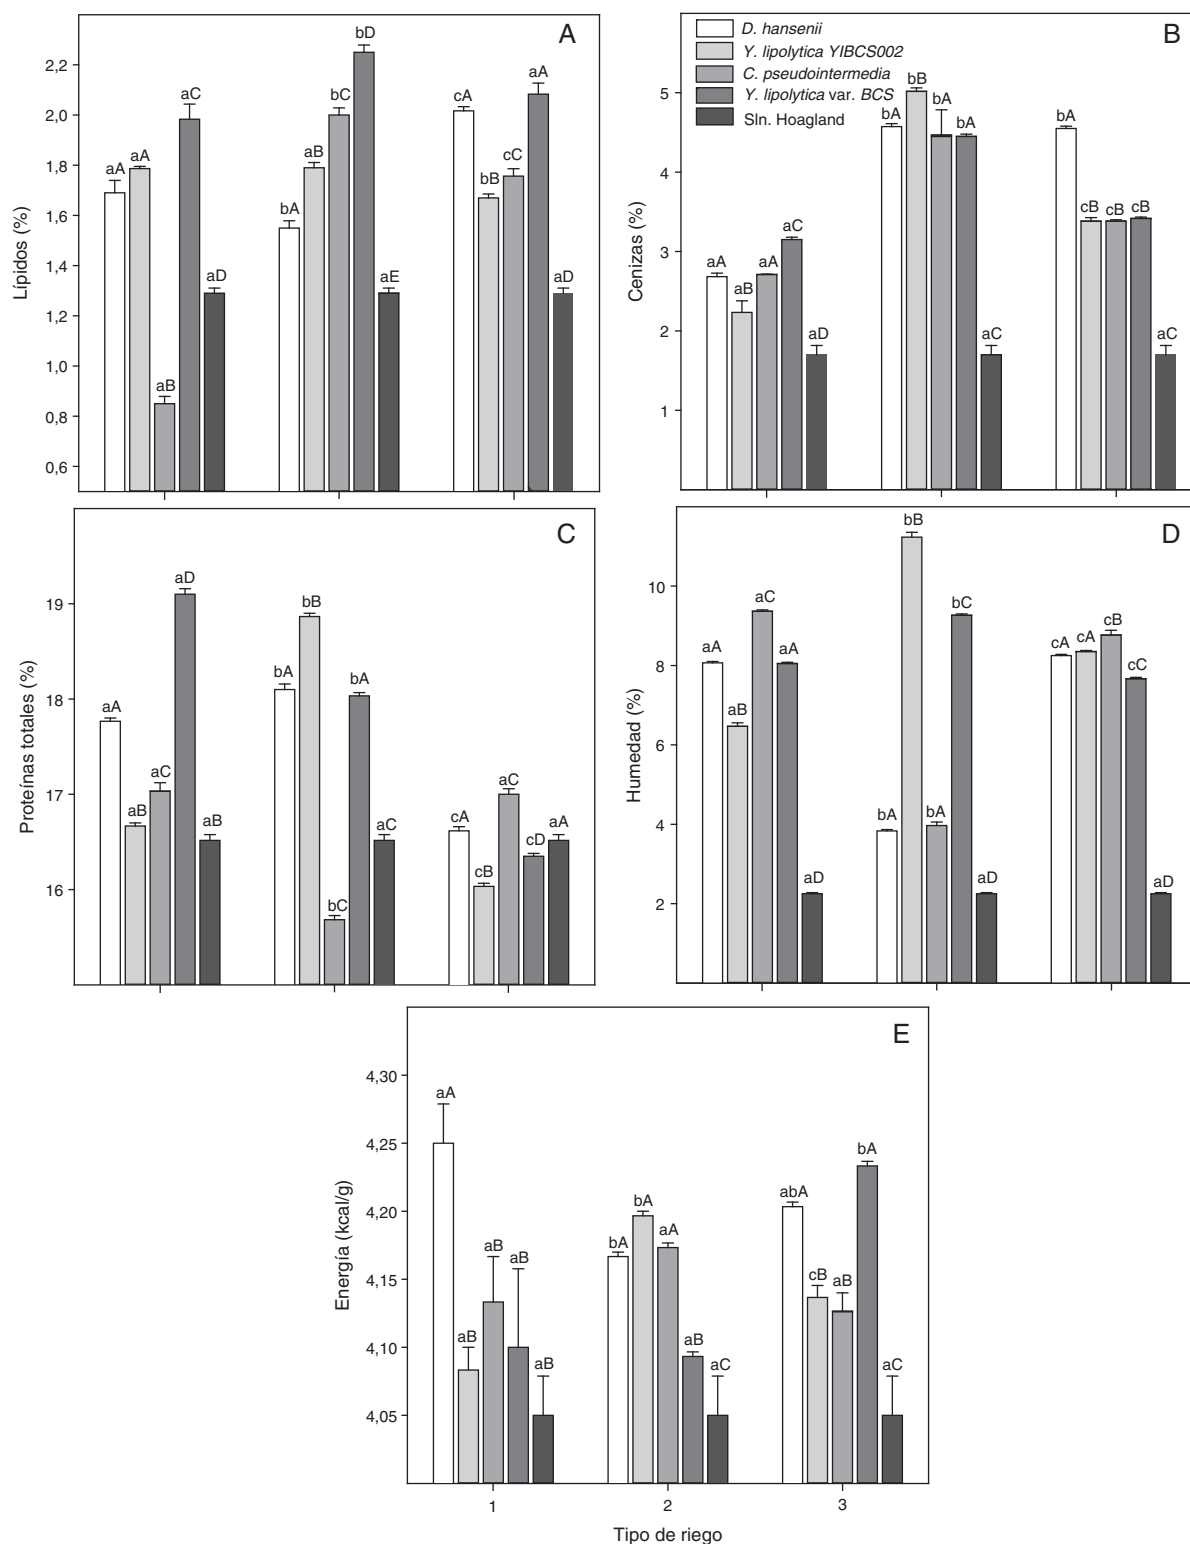 A
Lípidos (%)
2,2
2,0
1,8
1,6
1,4
1,2
1,0
0,8
0,6
aA
aA
aB
aC
aD
bA
aB
bC
bD
aE
cA
bB
cC
aA
aD
B
D. hansenii
Y. lipolytica YIBCS002
C. pseudointermedia
Y. lipolytica var. BCS
Sln. Hoagland
Cenizas (%)
5
4
3
2
1
aA
aB
aA
aC
aD
bA
bB
bA
bA
aC
bA
cB
cB
cB
aC
C
Proteínas totales (%)
19
18
17
16
aA
aB
aC
aD
aB
bA
bB
bC
bA
aC
cA
cB
aC
cD
aA
D
Humedad (%)
10
8
6
4
2
aA
aB
aC
aA
aD
bA
bB
bA
bC
aD
cA
cA
cB
cC
aD
E
Energía (kcal/g)
4,30
4,25
4,20
4,15
4,10
4,05
aA
aB
aB
aB
aB
bA
bA
aA
aB
aC
abA
cB
aB
bA
aC
1
2
3
Tipo de riego